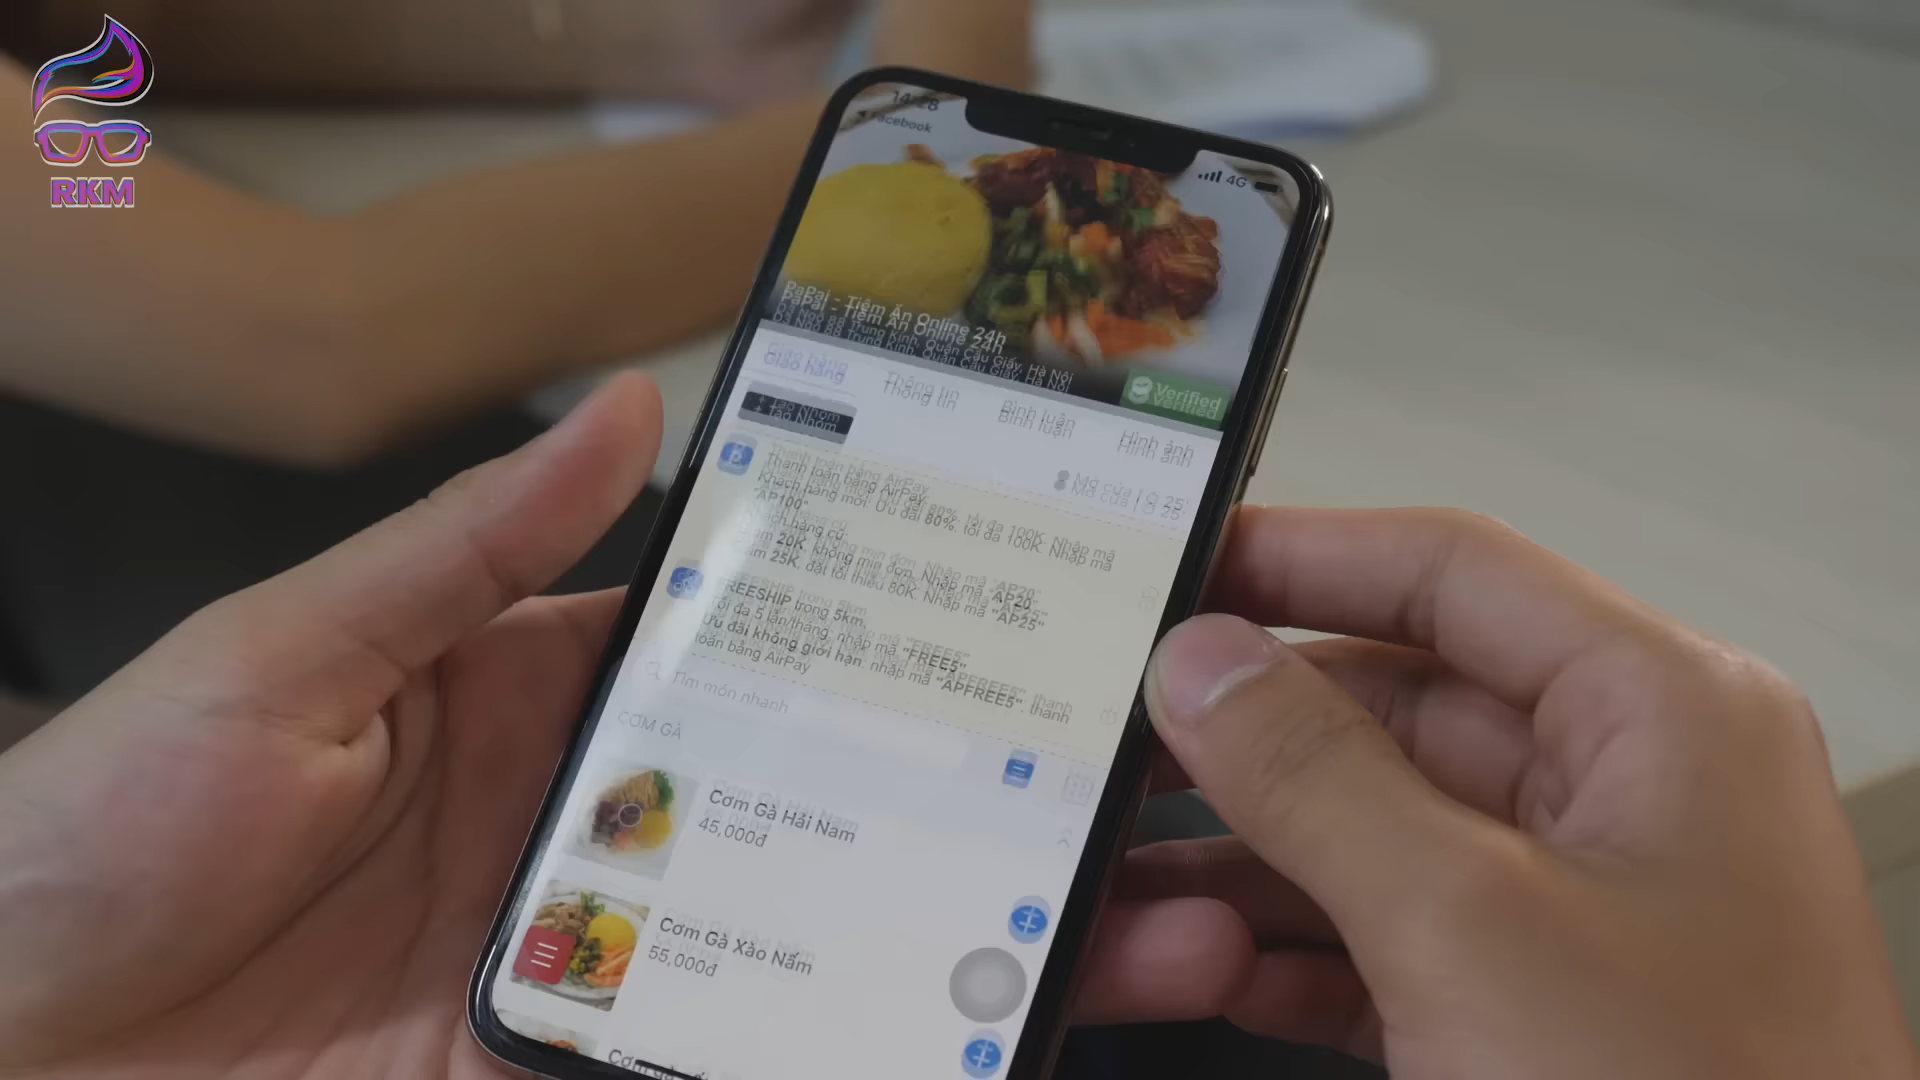 RKM
14:28
Facebook
4G
PaPai - Tiệm Ăn Online 24h
Ngõ 88 Trung Kính, Quận Cầu Giấy, Hà Nội
Verified
Giao hàng
Thông tin
Bình luận
Hình ảnh
+ Tạo Nhóm
Mở cửa | 25'
Thanh toán bằng AirPay
Khách hàng mới: Ưu đãi 80%, tối đa 100K. Nhập mã
"AP100"
Khách hàng cũ
20K, không min đơn. Nhập mã "AP20"
25K, đặt tối thiểu 80K. Nhập mã "AP25"
FREESHIP trong 5km.
Tối đa 5 lần/tháng, nhập mã "FREE5"
Ưu đãi không giới hạn, nhập mã "APFREE5", thanh
toán bằng AirPay
Tìm món nhanh
CƠM GÀ
Cơm Gà Hải Nam
45,000đ
Cơm Gà Xào Nấm
55,000đ